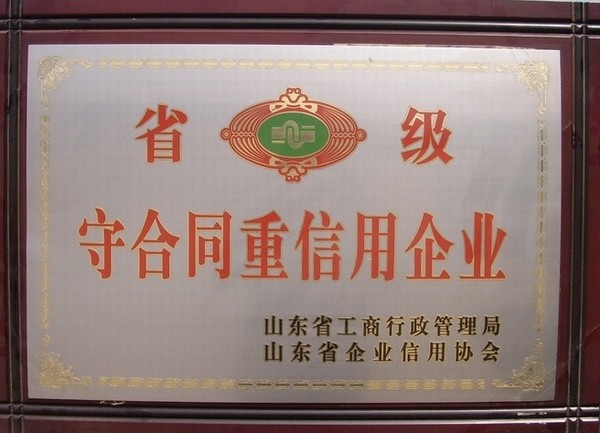 省级
守合同重信用企业
山东省工商行政管理局
山东省企业信用协会